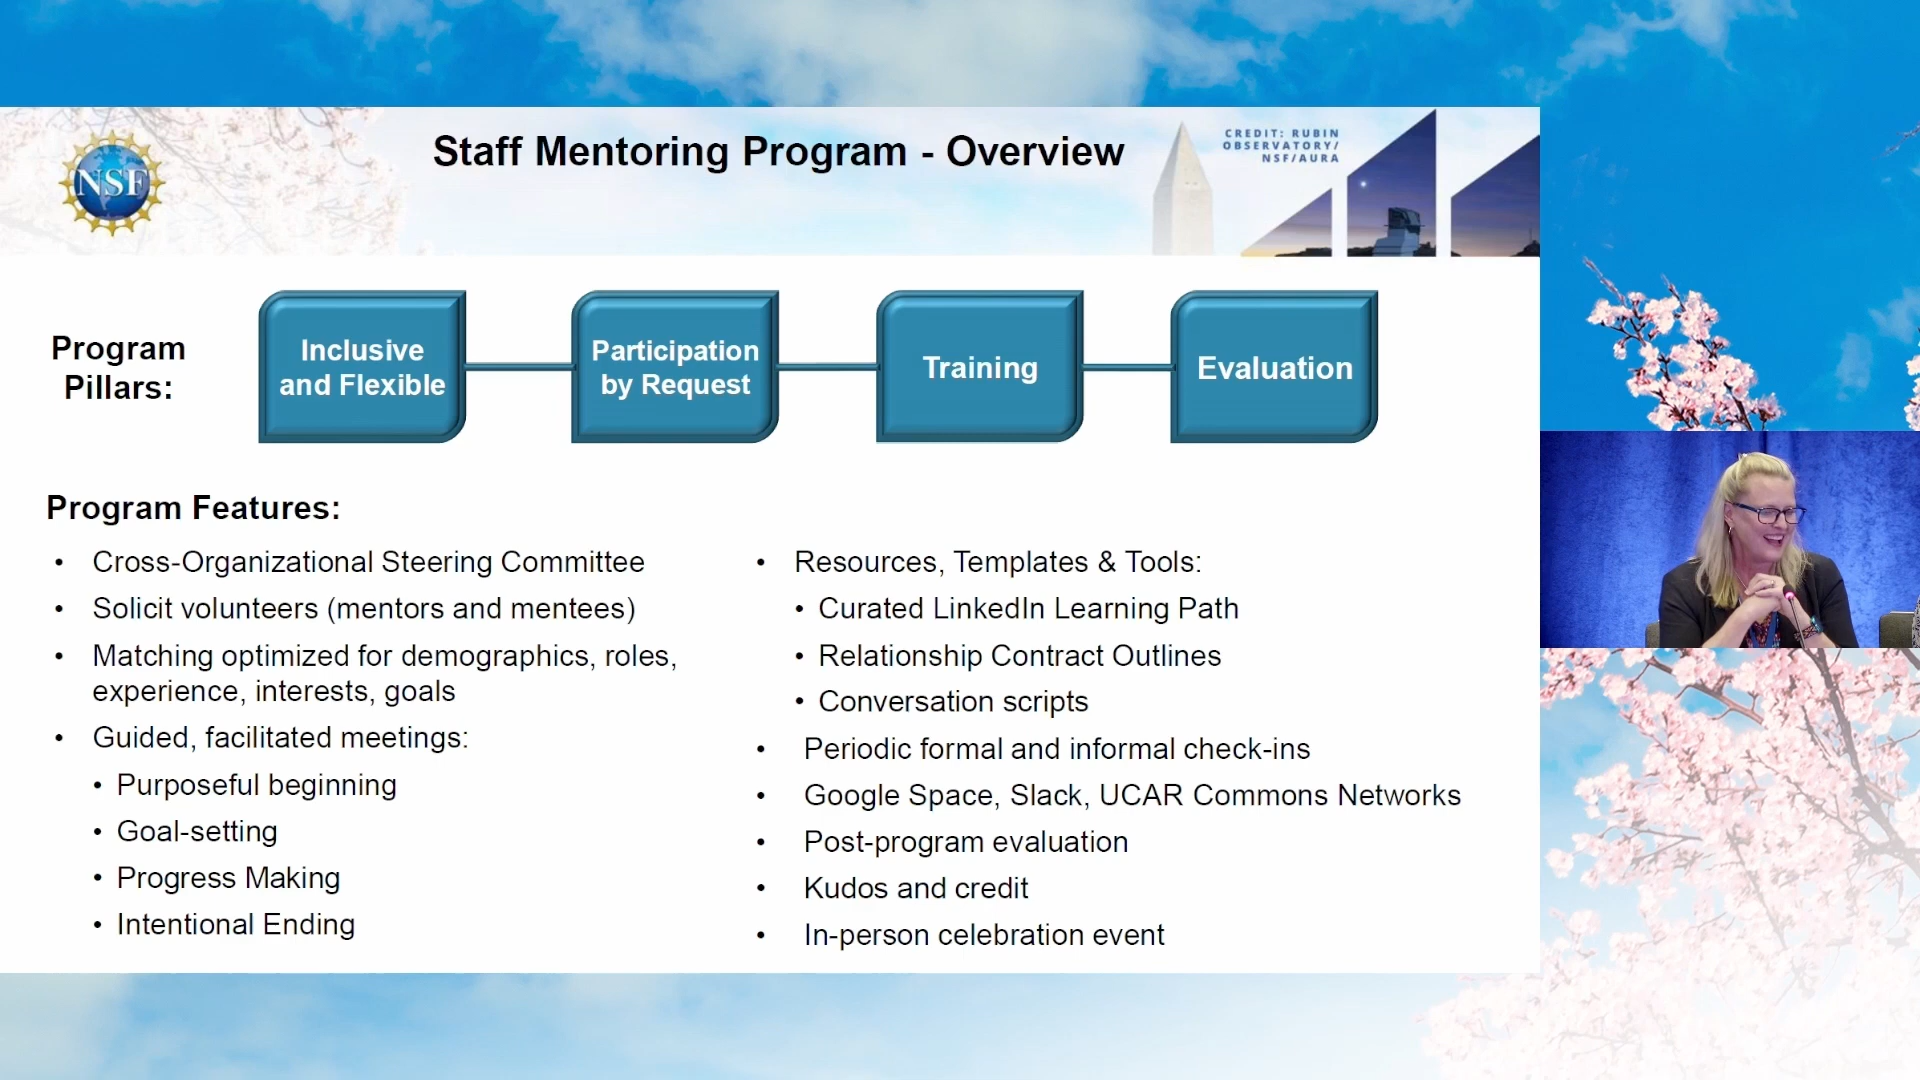 NSF
Staff Mentoring Program - Overview
CREDIT: RUBIN
OBSERVATORY/
NSF/AURA
Program
Pillars:
Inclusive
and Flexible
Participation
by Request
Training
Evaluation
Program Features:
• Cross-Organizational Steering Committee
• Solicit volunteers (mentors and mentees)
• Matching optimized for demographics, roles,
experience, interests, goals
• Guided, facilitated meetings:
• Purposeful beginning
• Goal-setting
• Progress Making
• Intentional Ending
• Resources, Templates & Tools:
• Curated LinkedIn Learning Path
• Relationship Contract Outlines
• Conversation scripts
• Periodic formal and informal check-ins
• Google Space, Slack, UCAR Commons Networks
• Post-program evaluation
• Kudos and credit
• In-person celebration event